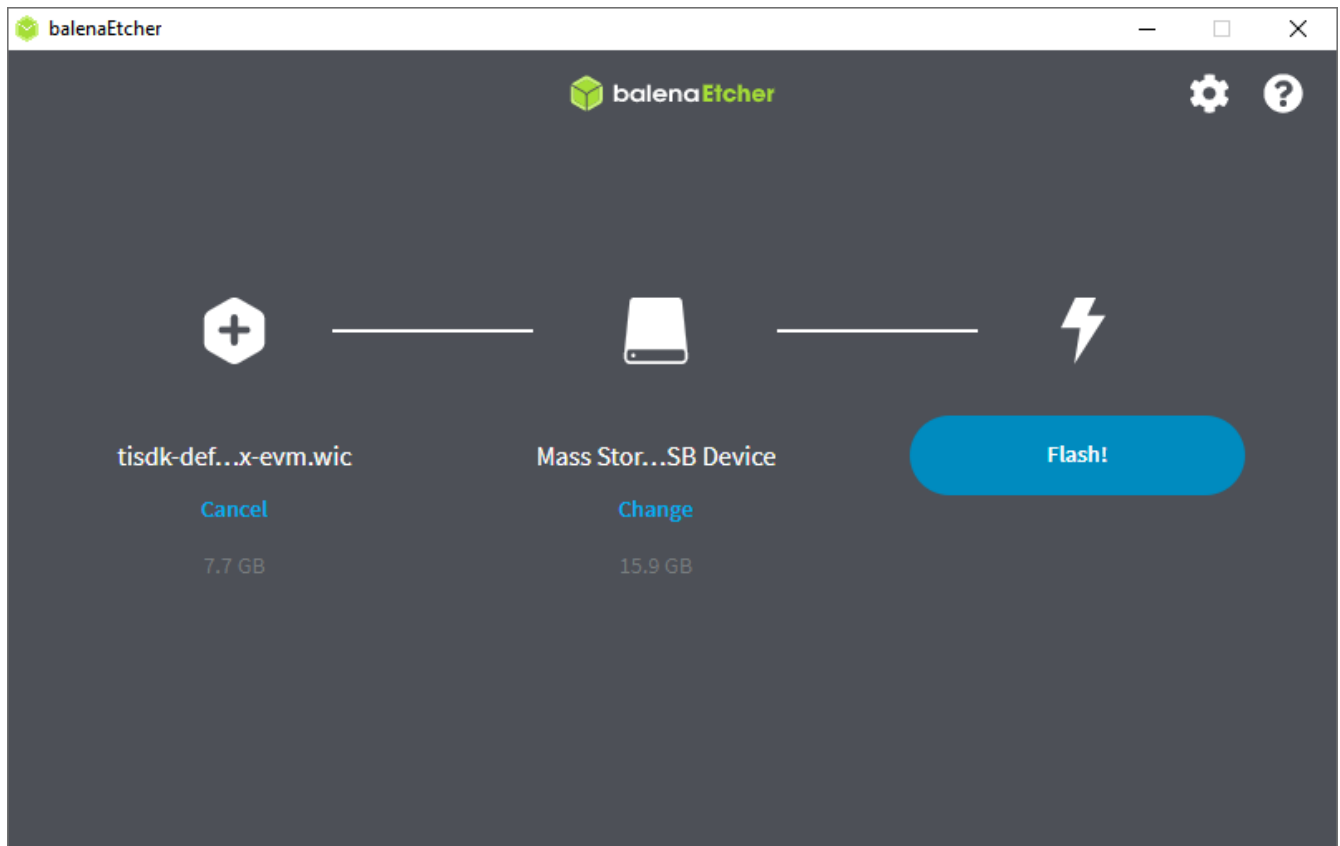 balenaEtcher
balenaEtcher
tisdk-def...x-evm.wic
Mass Stor...SB Device
Flash!
Cancel
Change
7.7 GB
15.9 GB